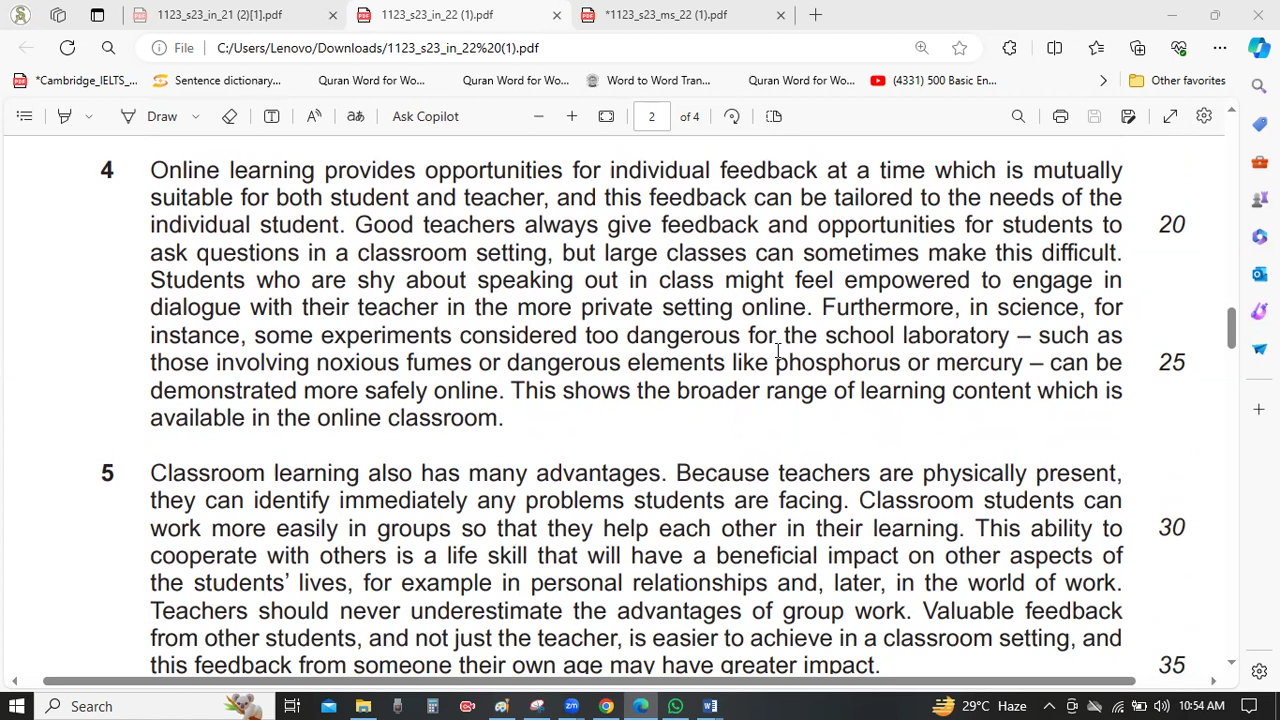 1123_s23_in_21 (2)[1].pdf
1123_s23_in_22 (1).pdf
*1123_s23_ms_22 (1).pdf
File
C:/Users/Lenovo/Downloads/1123_s23_in_22%20(1).pdf
*Cambridge_IELTS_...
Sentence dictionary...
Quran Word for Wo...
Quran Word for Wo...
Word to Word Tran...
Quran Word for Wo...
(4331) 500 Basic En...
Other favorites
Draw
Ask Copilot
2 of 4
4 Online learning provides opportunities for individual feedback at a time which is mutually
suitable for both student and teacher, and this feedback can be tailored to the needs of the
individual student. Good teachers always give feedback and opportunities for students to 20
ask questions in a classroom setting, but large classes can sometimes make this difficult.
Students who are shy about speaking out in class might feel empowered to engage in
dialogue with their teacher in the more private setting online. Furthermore, in science, for
instance, some experiments considered too dangerous for the school laboratory – such as
those involving noxious fumes or dangerous elements like phosphorus or mercury – can be 25
demonstrated more safely online. This shows the broader range of learning content which is
available in the online classroom.
5 Classroom learning also has many advantages. Because teachers are physically present,
they can identify immediately any problems students are facing. Classroom students can
work more easily in groups so that they help each other in their learning. This ability to 30
cooperate with others is a life skill that will have a beneficial impact on other aspects of
the students' lives, for example in personal relationships and, later, in the world of work.
Teachers should never underestimate the advantages of group work. Valuable feedback
from other students, and not just the teacher, is easier to achieve in a classroom setting, and
this feedback from someone their own age may have greater impact. 35
Search
29°C Haze
10:54 AM